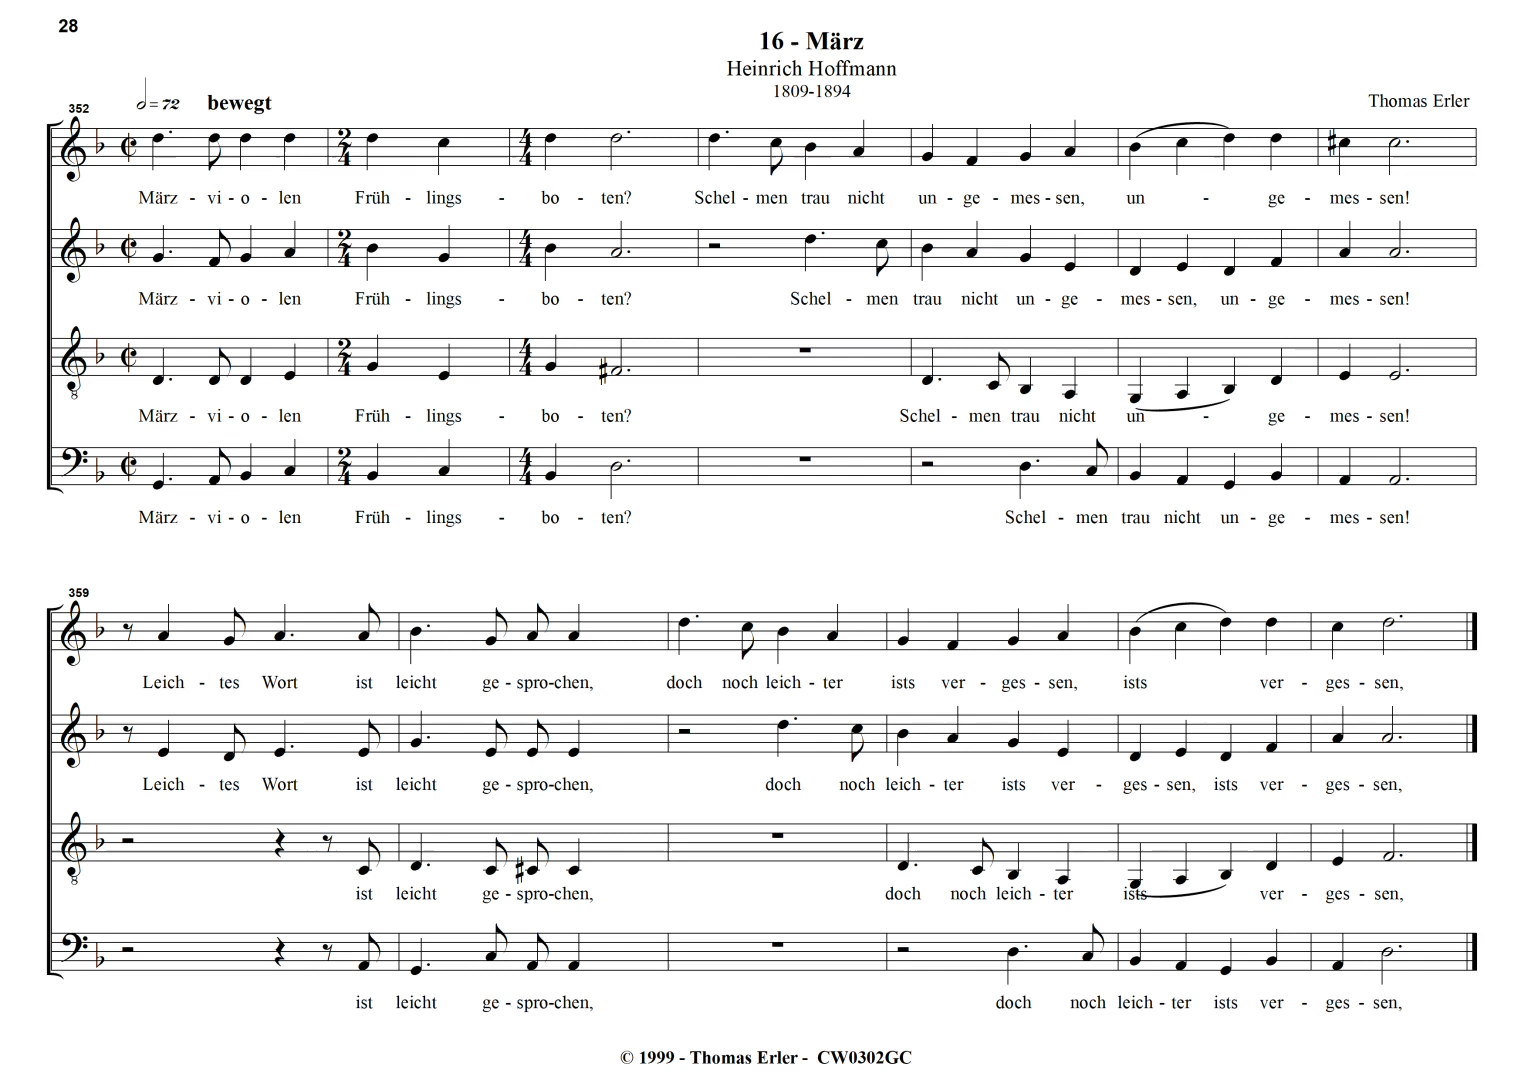 28
16 - März
Heinrich Hoffmann
1809-1894
Thomas Erler
352
= 72 bewegt
März - vi - o - len Früh - lings - bo - ten? Schel - men trau nicht un - ge - mes - sen, un - ge - mes - sen!
März - vi - o - len Früh - lings - bo - ten? Schel - men trau nicht un - ge - mes - sen, un - ge - mes - sen!
März - vi - o - len Früh - lings - bo - ten? Schel - men trau nicht un - ge - mes - sen!
März - vi - o - len Früh - lings - bo - ten? Schel - men trau nicht un - ge - mes - sen!
359
Leich - tes Wort ist leicht ge - spro-chen, doch noch leich - ter ists ver - ges - sen, ists ver - ges - sen,
Leich - tes Wort ist leicht ge - spro-chen, doch noch leich - ter ists ver - ges - sen, ists ver - ges - sen,
ist leicht ge - spro-chen, doch noch leich - ter ists ver - ges - sen,
ist leicht ge - spro-chen, doch noch leich - ter ists ver - ges - sen,
© 1999 - Thomas Erler - CW0302GC